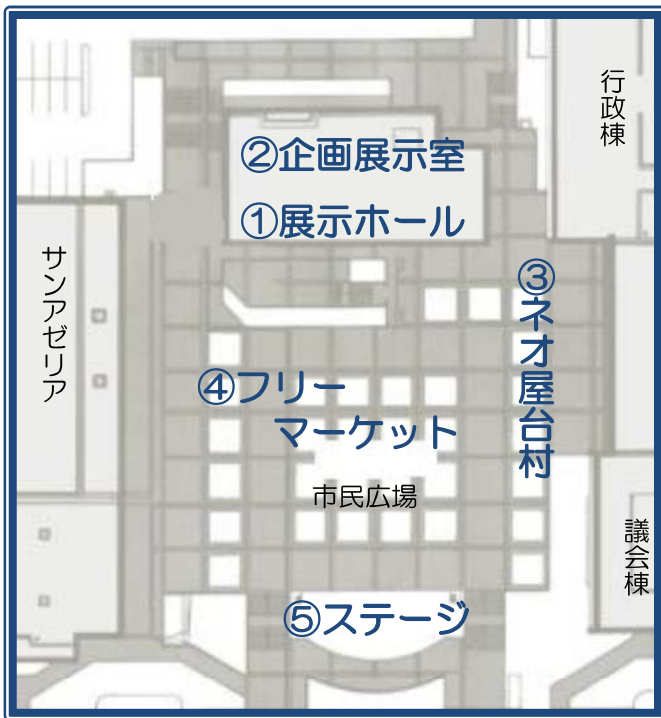 行政棟
②企画展示室
①展示ホール
サンアゼリア
③ネオ屋台村
④フリー
マーケット
市民広場
議会棟
⑤ステージ